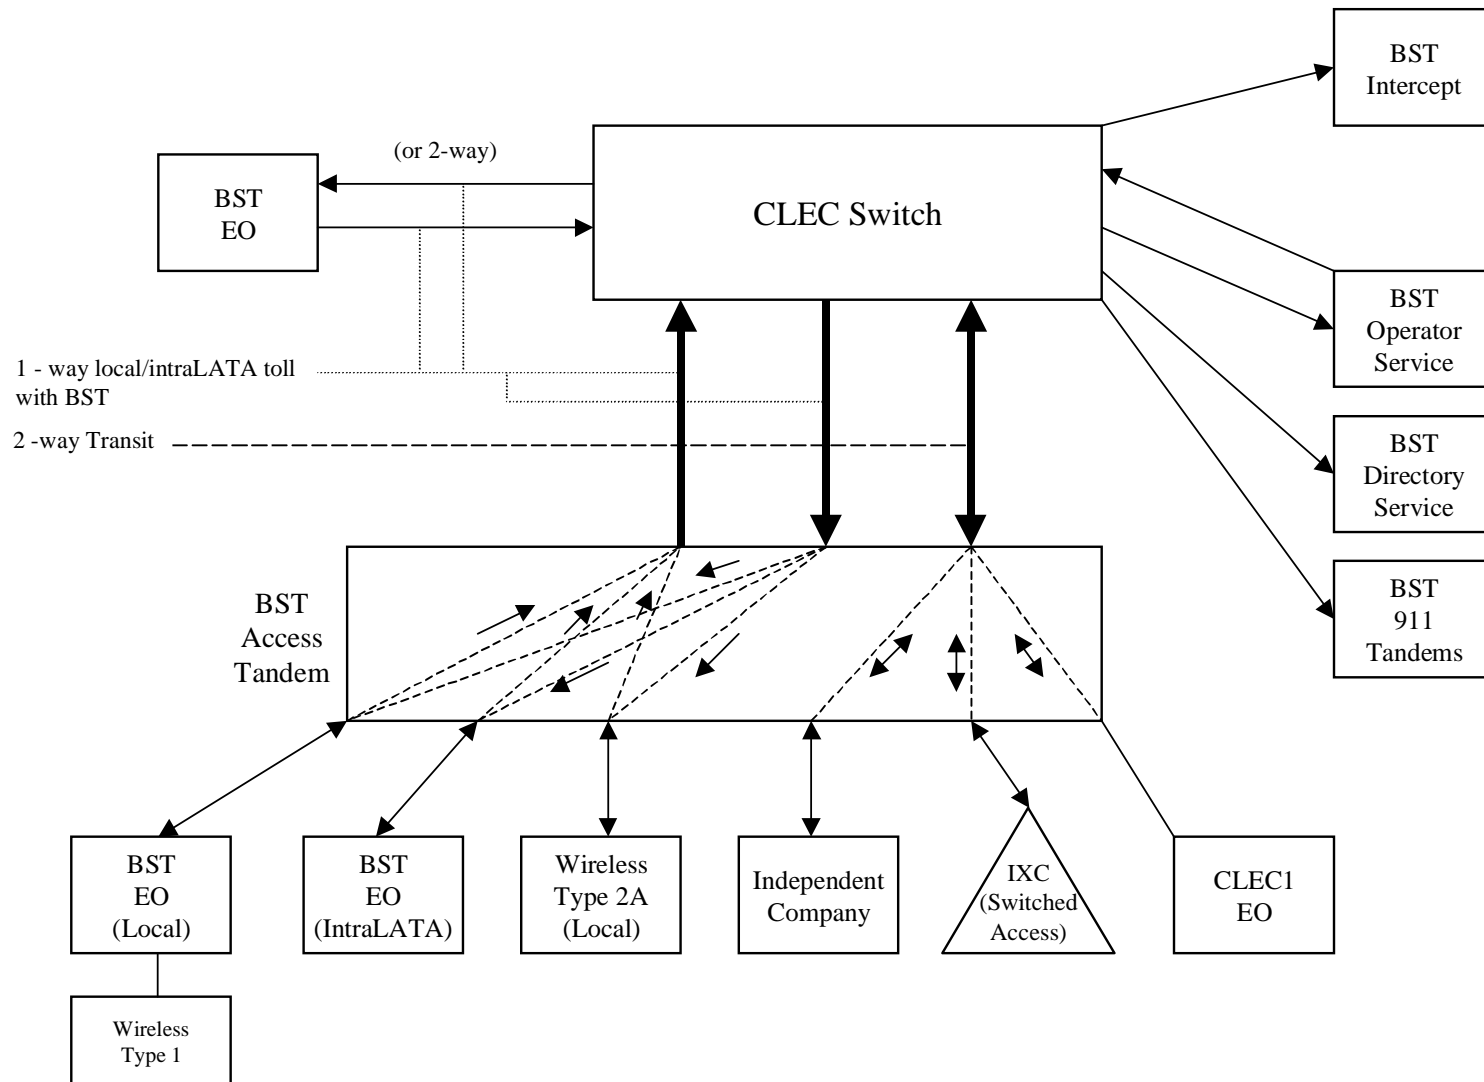 BST
Intercept
(or 2-way)
BST
EO
CLEC Switch
BST
Operator
Service
1 - way local/intraLATA toll
with BST
2 -way Transit
BST
Directory
Service
BST
Access
Tandem
BST
911
Tandems
BST
EO
(Local)
BST
EO
(IntraLATA)
Wireless
Type 2A
(Local)
Independent
Company
IXC
(Switched
Access)
CLEC1
EO
Wireless
Type 1